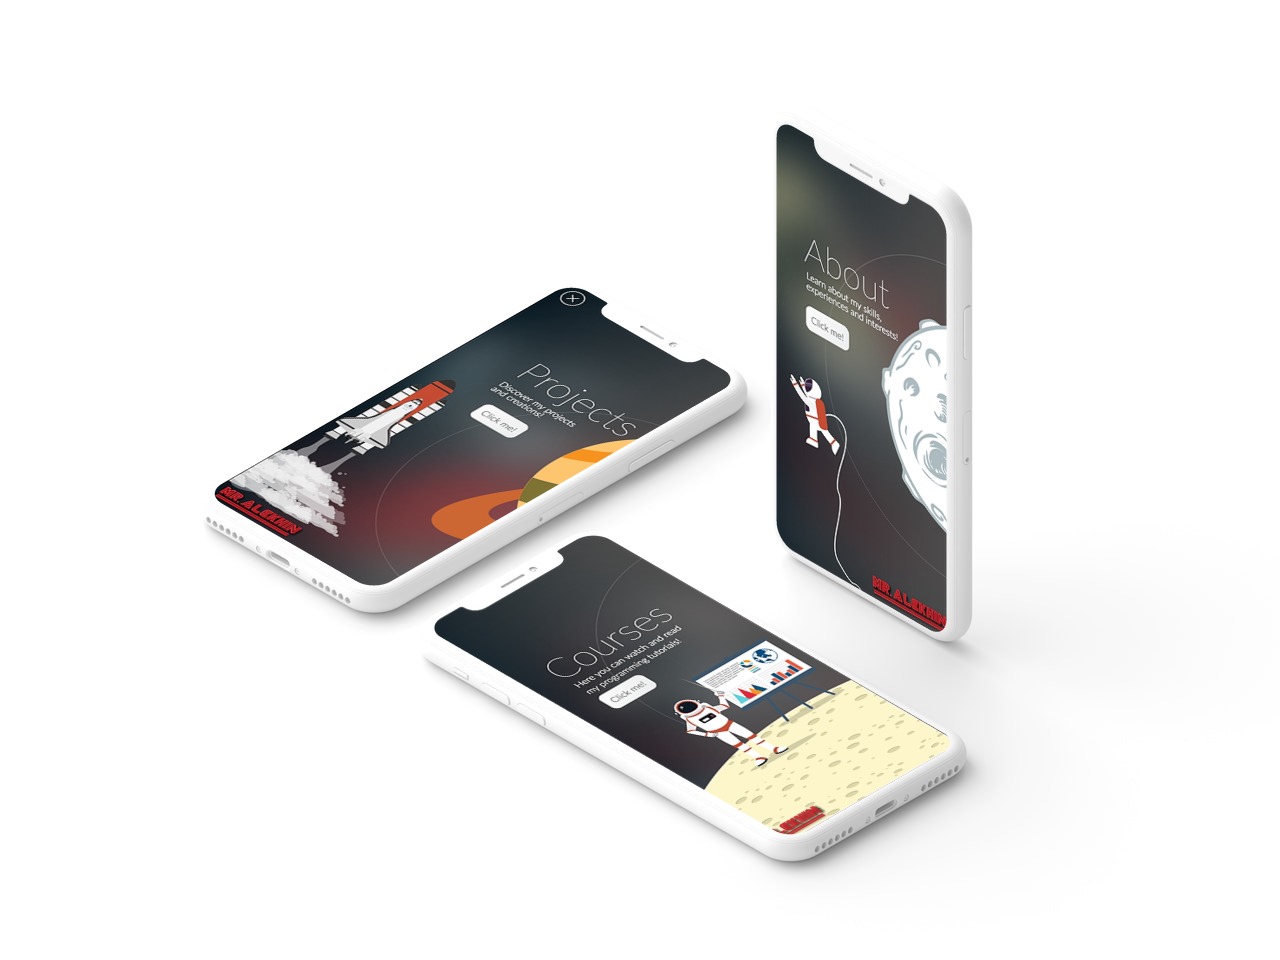 Projects
Discover my projects
and creations!
Click me!
MR. ALEKHIN
About
Learn about my skills,
experiences and interests!
Click me!
MR. ALEKHIN
Courses
Here you can watch and read
my programming tutorials!
Click me!